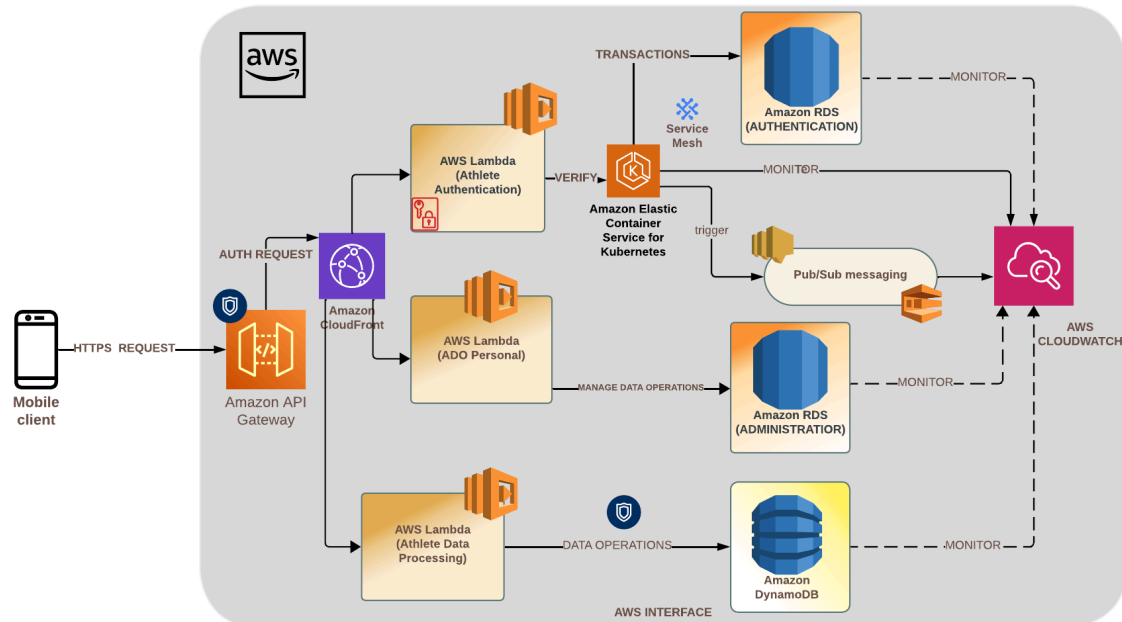 aws
TRANSACTIONS
MONITOR
Amazon RDS
(AUTHENTICATION)
Service
Mesh
AWS Lambda
(Athlete
Authentication)
VERIFY
MONITOR
Amazon Elastic
Container
Service for
Kubernetes
trigger
Pub/Sub messaging
AUTH REQUEST
Amazon
CloudFront
AWS Lambda
(ADO Personal)
AWS
CLOUDWATCH
HTTPS REQUEST
Mobile
client
Amazon API
Gateway
MANAGE DATA OPERATIONS
Amazon RDS
(ADMINISTRATIOR)
MONITOR
AWS Lambda
(Athlete Data
Processing)
DATA OPERATIONS
MONITOR
Amazon
DynamoDB
AWS INTERFACE